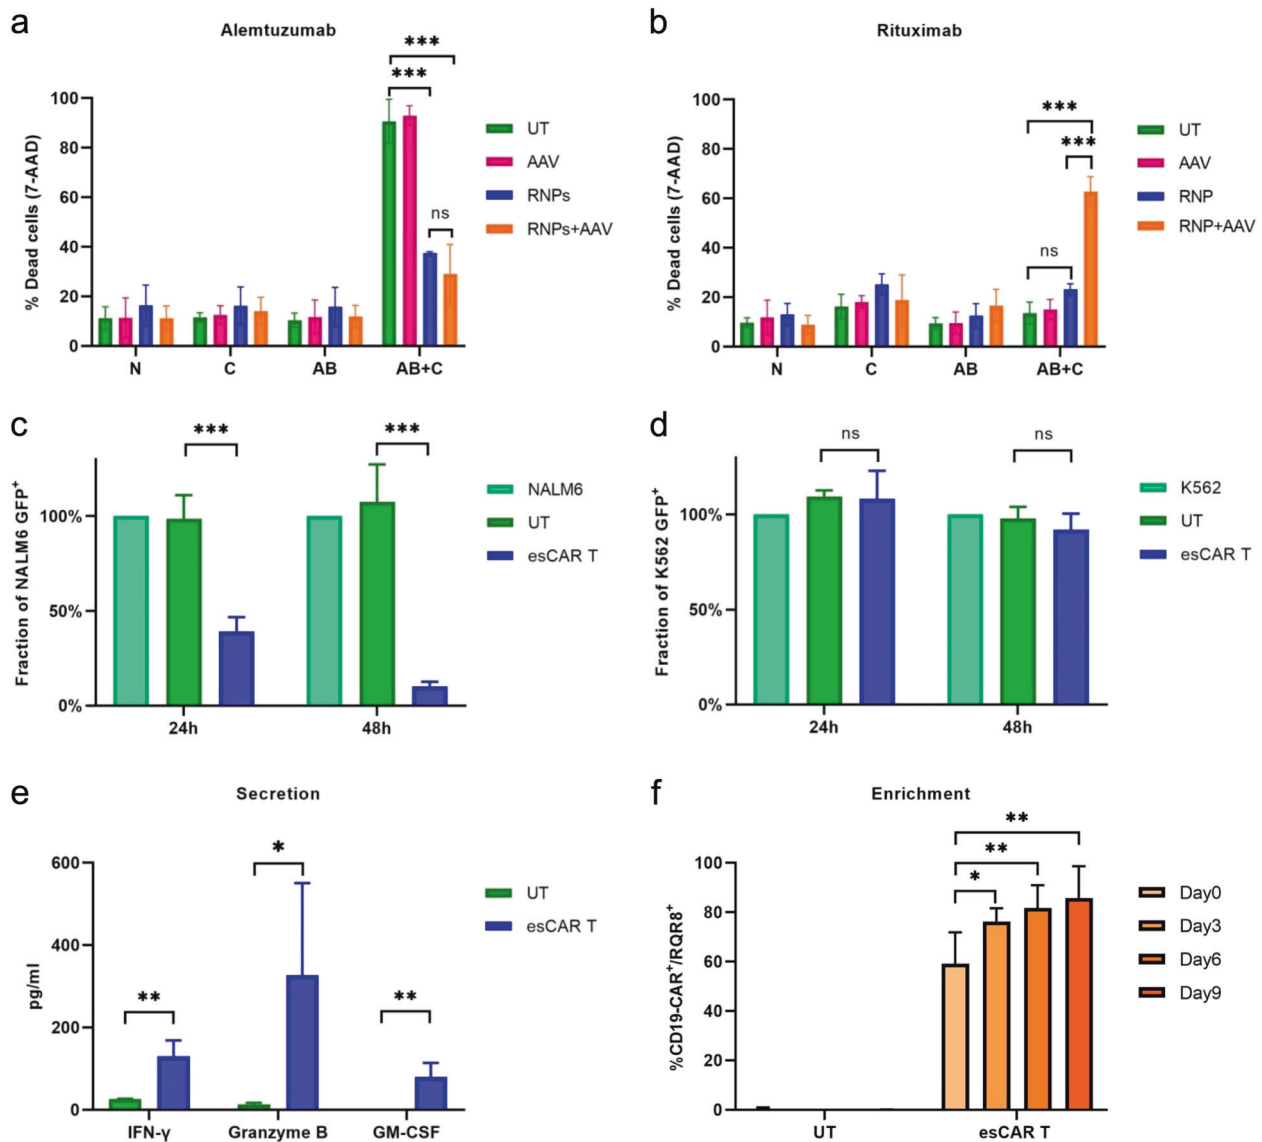 a
Alemtuzumab
% Dead cells (7-AAD)
100
80
60
40
20
0
***
***
ns
N
C
AB
AB+C
UT
AAV
RNPs
RNPs+AAV
b
Rituximab
% Dead cells (7-AAD)
100
80
60
40
20
0
***
***
ns
N
C
AB
AB+C
UT
AAV
RNP
RNP+AAV
c
Fraction of NALM6 GFP+
100%
50%
0%
***
***
24h
48h
NALM6
UT
esCAR T
d
Fraction of K562 GFP+
100%
50%
0%
ns
ns
24h
48h
K562
UT
esCAR T
e
Secretion
pg/ml
600
400
200
0
**
*
**
IFN-γ
Granzyme B
GM-CSF
UT
esCAR T
f
Enrichment
%CD19-CAR+/RQR8+
100
80
60
40
20
0
**
**
*
UT
esCAR T
Day0
Day3
Day6
Day9